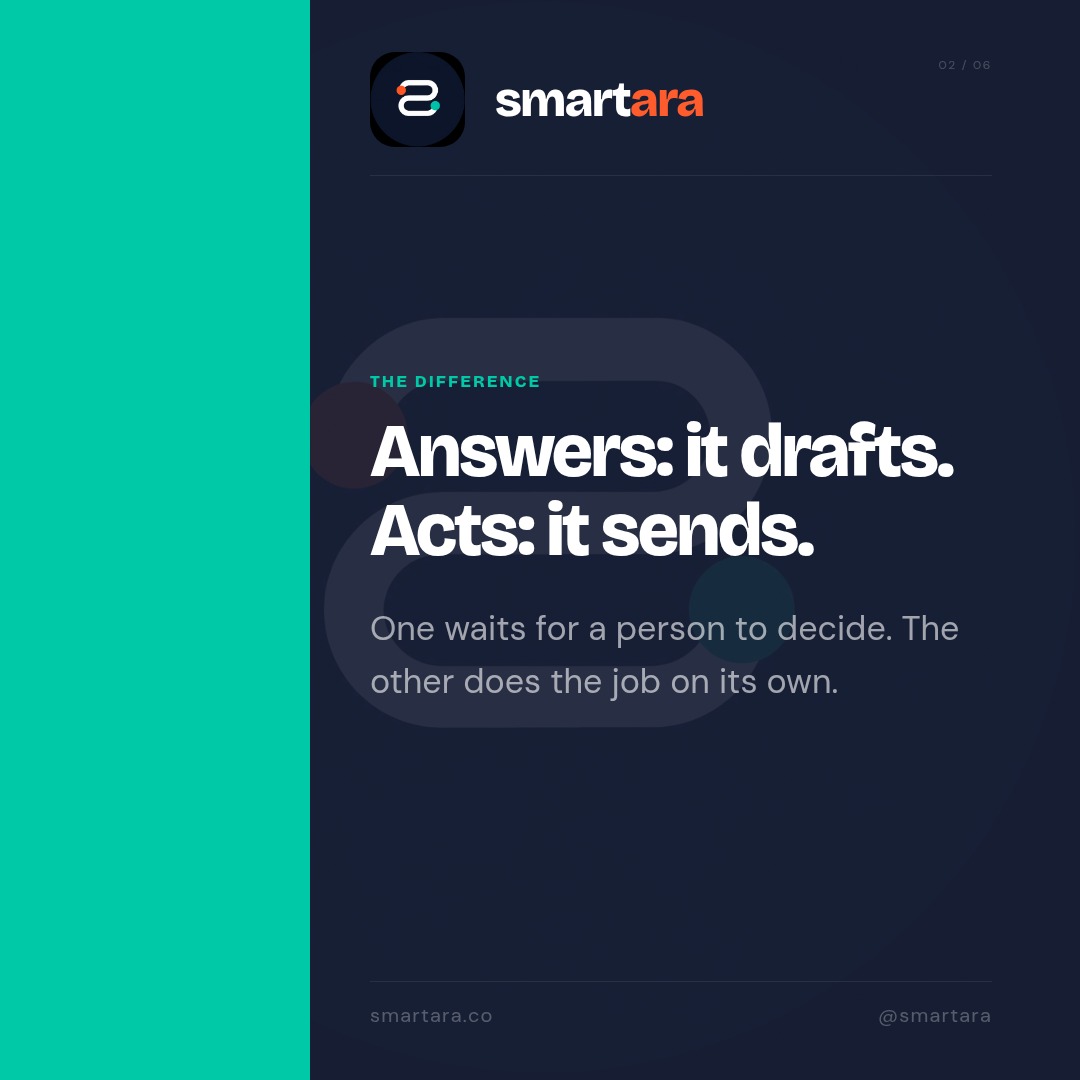 smartara
02 / 06
THE DIFFERENCE
Answers: it drafts.
Acts: it sends.
One waits for a person to decide. The
other does the job on its own.
smartara.co
@smartara